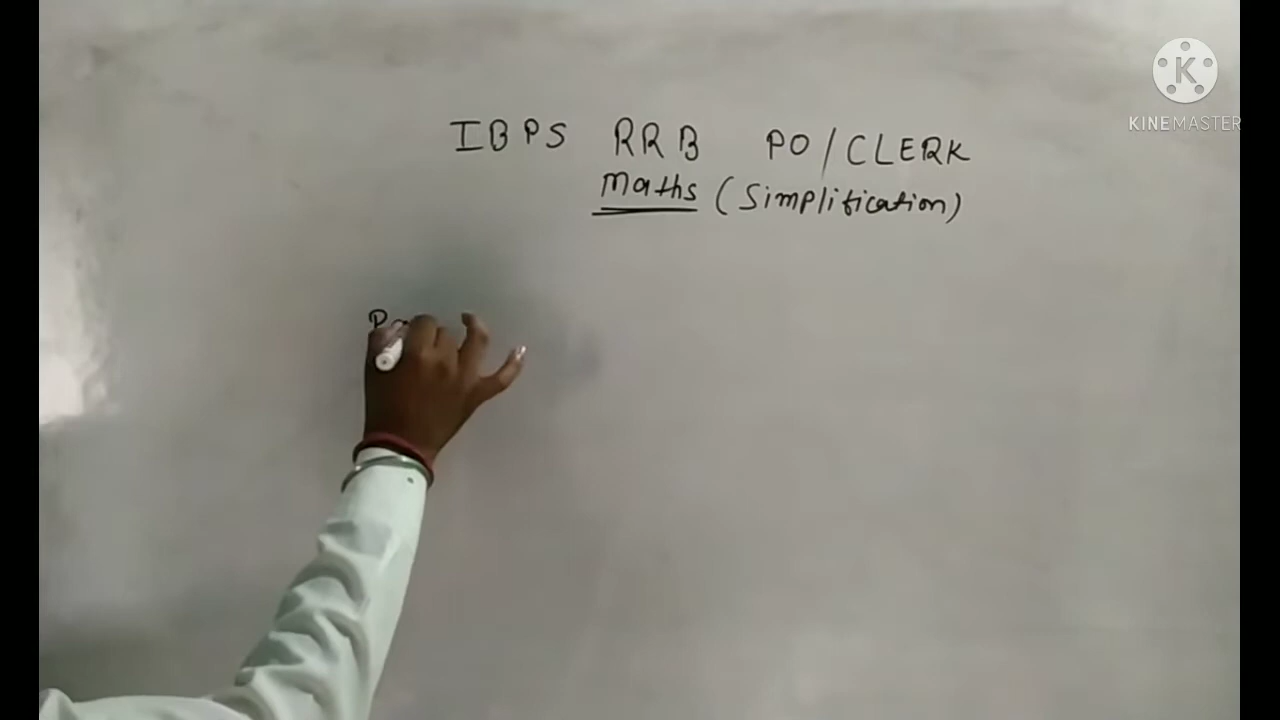 K
KINEMASTER
IBPS RRB PO/CLERK
Maths (Simplification)